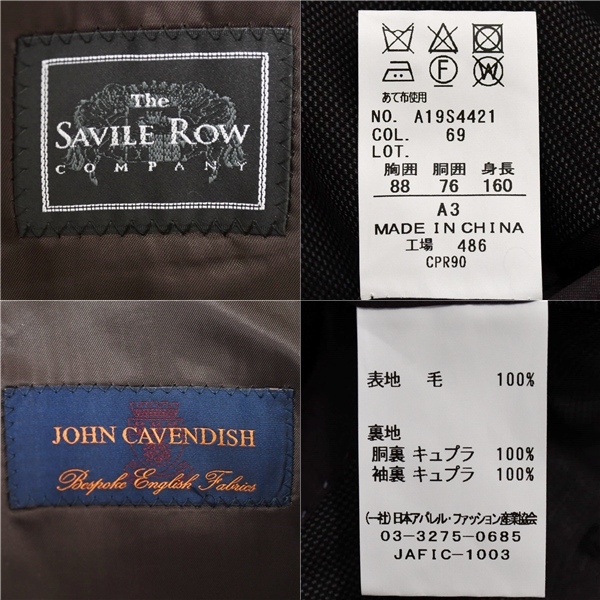 The
SAVILE ROW
COMPANY
あて布使用
NO. A19S4421
COL. 69
LOT.
胸囲 胴囲 身長
88 76 160
A3
MADE IN CHINA
工場 486
CPR90
JOHN CAVENDISH
Bespoke English Fabrics
表地 毛 100%
裏地
胴裏 キュプラ 100%
袖裏 キュプラ 100%
(一社)日本アパレル・ファッション産業協会
03-3275-0685
JAFIC-1003